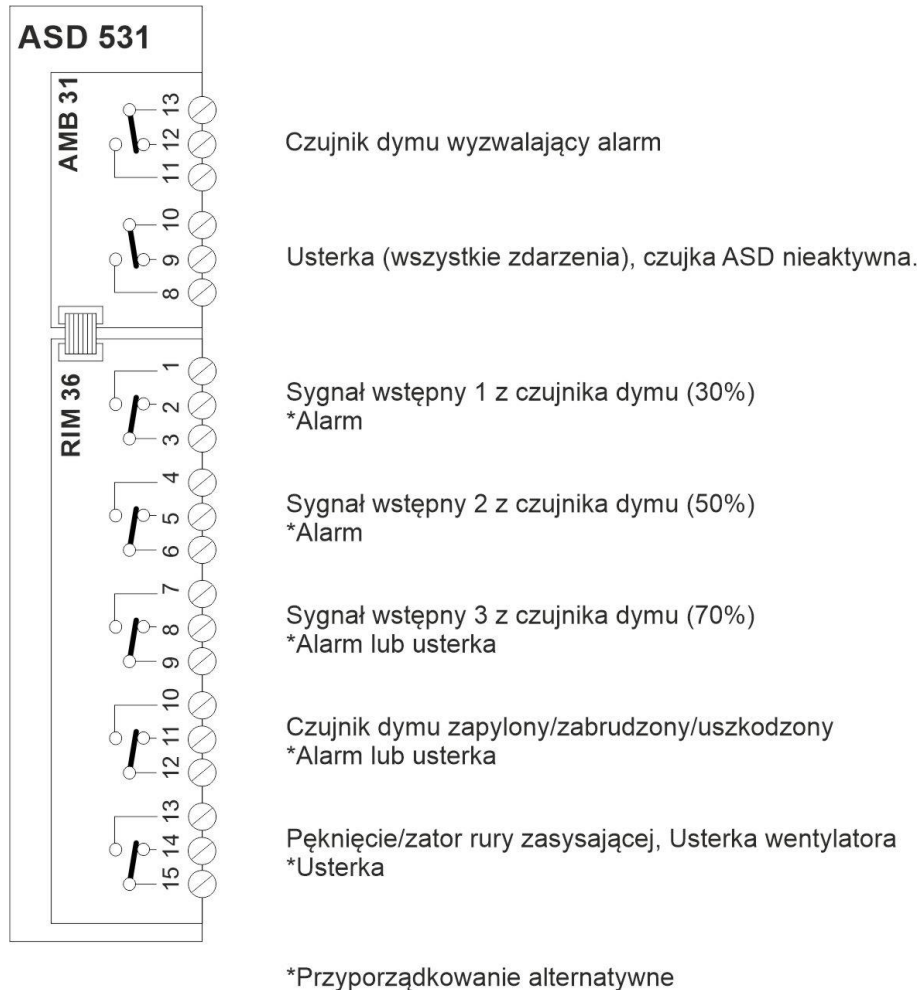 ASD 531
AMB 31
13
12
11
Czujnik dymu wyzwalający alarm
10
9
8
Usterka (wszystkie zdarzenia), czujka ASD nieaktywna.
RIM 36
1
2
3
Sygnał wstępny 1 z czujnika dymu (30%)
*Alarm
4
5
6
Sygnał wstępny 2 z czujnika dymu (50%)
*Alarm
7
8
9
Sygnał wstępny 3 z czujnika dymu (70%)
*Alarm lub usterka
10
11
12
Czujnik dymu zapylony/zabrudzony/uszkodzony
*Alarm lub usterka
13
14
15
Pęknięcie/zator rury zasysającej, Usterka wentylatora
*Usterka
*Przyporządkowanie alternatywne